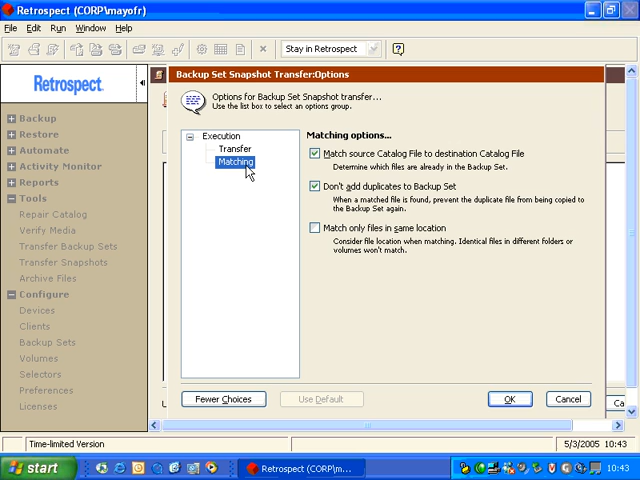 Retrospect (CORP\mayofr)
File Edit Run Window Help
Stay in Retrospect
Retrospect
Backup
Restore
Automate
Activity Monitor
Reports
Tools
Repair Catalog
Verify Media
Transfer Backup Sets
Transfer Snapshots
Archive Files
Configure
Devices
Clients
Backup Sets
Volumes
Selectors
Preferences
Licenses
Backup Set Snapshot Transfer:Options
Options for Backup Set Snapshot transfer...
Use the list box to select an options group.
Execution
Transfer
Matching
Matching options...
Match source Catalog File to destination Catalog File
Determine which files are already in the Backup Set.
Don't add duplicates to Backup Set
When a matched file is found, prevent the duplicate file from being copied to
the Backup Set again.
Match only files in same location
Consider file location when matching. Identical files in different folders or
volumes won't match.
Fewer Choices
Use Default
OK
Cancel
Ca
Time-limited Version
5/3/2005 10:43
start
Retrospect (CORP\m...
10:43